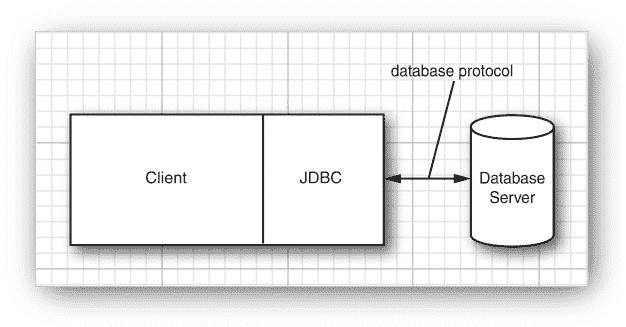 database protocol
Client
JDBC
Database
Server